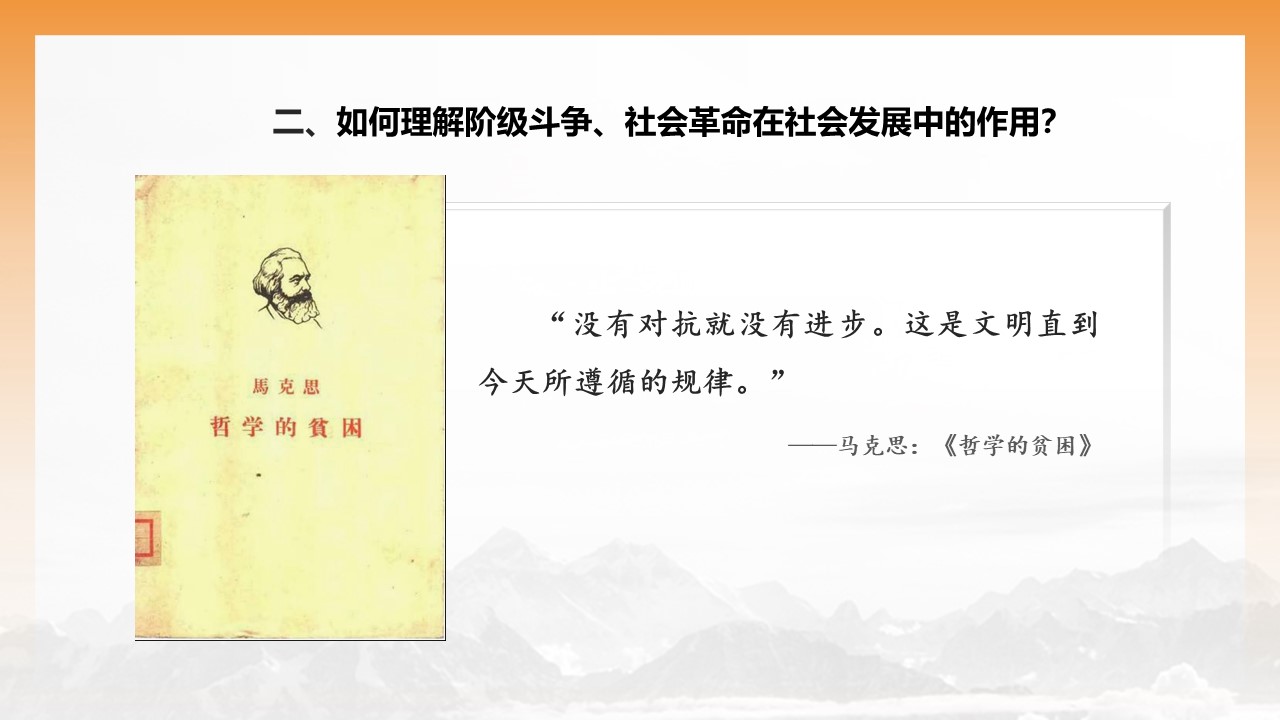 二、如何理解阶级斗争、社会革命在社会发展中的作用？
馬克思
哲学的貧困
“没有对抗就没有进步。这是文明直到
今天所遵循的规律。”
——马克思：《哲学的贫困》